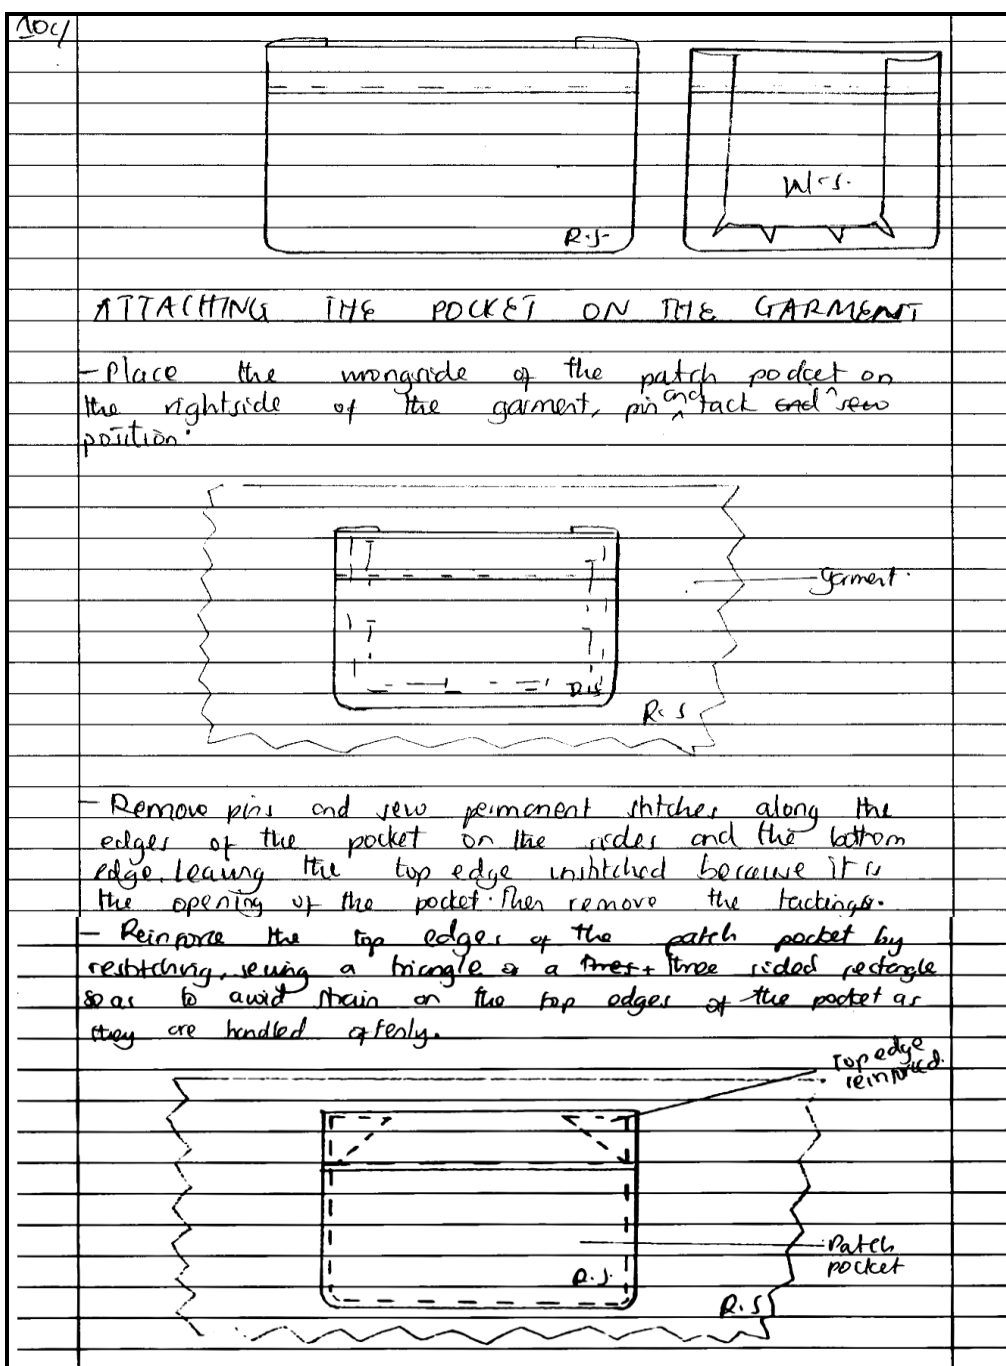 10c/
R.S
W.S.
ATTACHING THE POCKET ON THE GARMENT
- Place the wrongside of the patch pocket on
the rightside of the garment, pin and tack
position.
garment.
R.S
R.S
- Remove pins and sew permanent stitches along the
edges of the pocket on the sides and the bottom
edge. Leaving the top edge unstitched because it is
the opening of the pocket. Then remove the tackings.
- Reinforce the top edges of the patch pocket by
restitching, sewing a triangle or a three sided rectangle
so as to avoid strain on the top edges of the pocket as
they are handled oftenly.
Top edge
reinforced.
Patch
pocket
R.S.
R.S